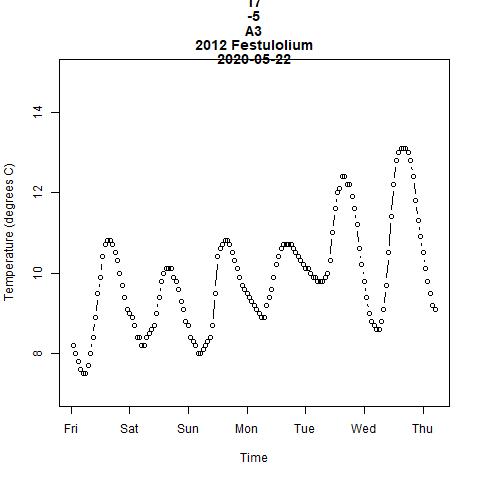 17
-5
A3
2012 Festulolium
2020-05-22
Temperature (degrees C)
14
12
10
8
Fri Sat Sun Mon Tue Wed Thu
Time